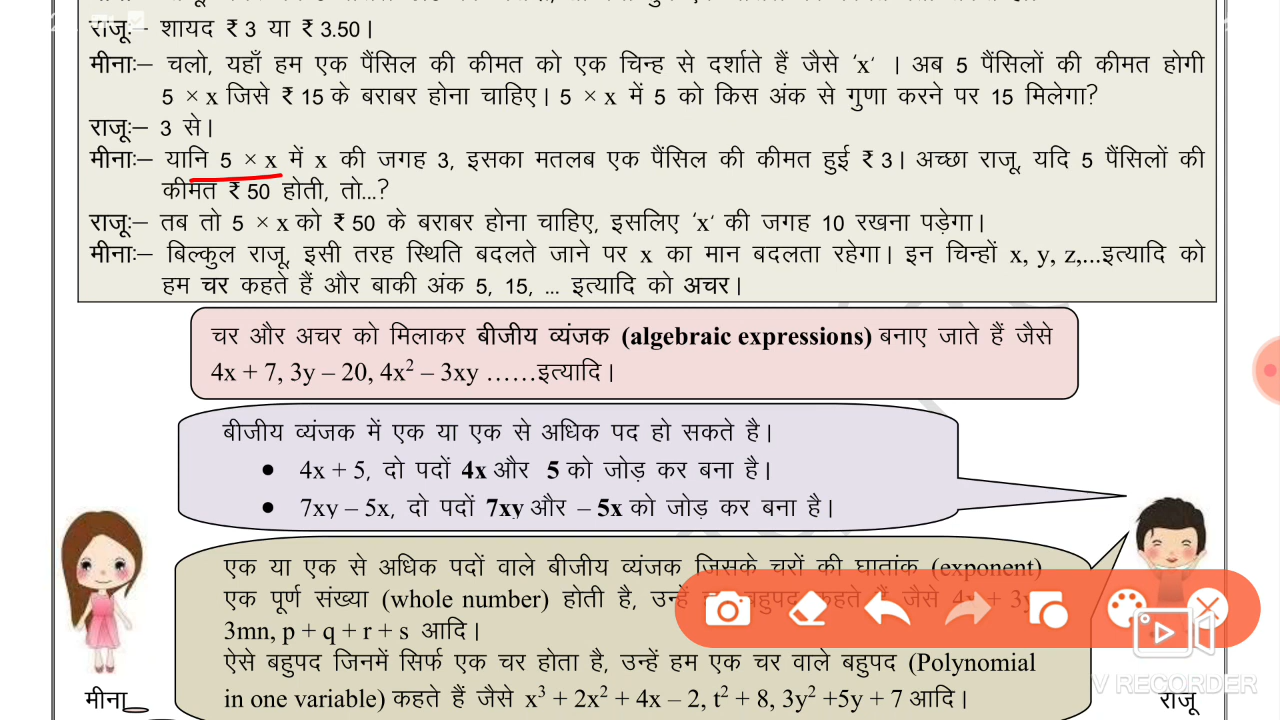 राजूः– शायद ₹ 3 या ₹ 3.50।
मीनाः– चलो, यहाँ हम एक पैंसिल की कीमत को एक चिन्ह से दर्शाते हैं जैसे 'x' । अब 5 पैंसिलों की कीमत होगी
5 × x जिसे ₹ 15 के बराबर होना चाहिए। 5 × x में 5 को किस अंक से गुणा करने पर 15 मिलेगा?
राजूः– 3 से।
मीनाः– यानि 5 × x में x की जगह 3, इसका मतलब एक पैंसिल की कीमत हुई ₹ 3। अच्छा राजू, यदि 5 पैंसिलों की
कीमत ₹ 50 होती, तो...?
राजूः– तब तो 5 × x को ₹ 50 के बराबर होना चाहिए, इसलिए 'x' की जगह 10 रखना पड़ेगा।
मीनाः– बिल्कुल राजू, इसी तरह स्थिति बदलते जाने पर x का मान बदलता रहेगा। इन चिन्हों x, y, z,...इत्यादि को
हम चर कहते हैं और बाकी अंक 5, 15, ... इत्यादि को अचर।
चर और अचर को मिलाकर बीजीय व्यंजक (algebraic expressions) बनाए जाते हैं जैसे
4x + 7, 3y – 20, 4x² – 3xy ……इत्यादि।
बीजीय व्यंजक में एक या एक से अधिक पद हो सकते है।
● 4x + 5, दो पदों 4x और 5 को जोड़ कर बना है।
● 7xy – 5x, दो पदों 7xy और – 5x को जोड़ कर बना है।
एक या एक से अधिक पदों वाले बीजीय व्यंजक जिसके चरों की घातांक (exponent)
एक पूर्ण संख्या (whole number) होती है, उन्हें बहुपद कहते हैं जैसे 4x + 3y
3mn, p + q + r + s आदि।
ऐसे बहुपद जिनमें सिर्फ एक चर होता है, उन्हें हम एक चर वाले बहुपद (Polynomial
in one variable) कहते हैं जैसे x³ + 2x² + 4x – 2, t² + 8, 3y² +5y + 7 आदि।
मीना
राजू
V RECORDER